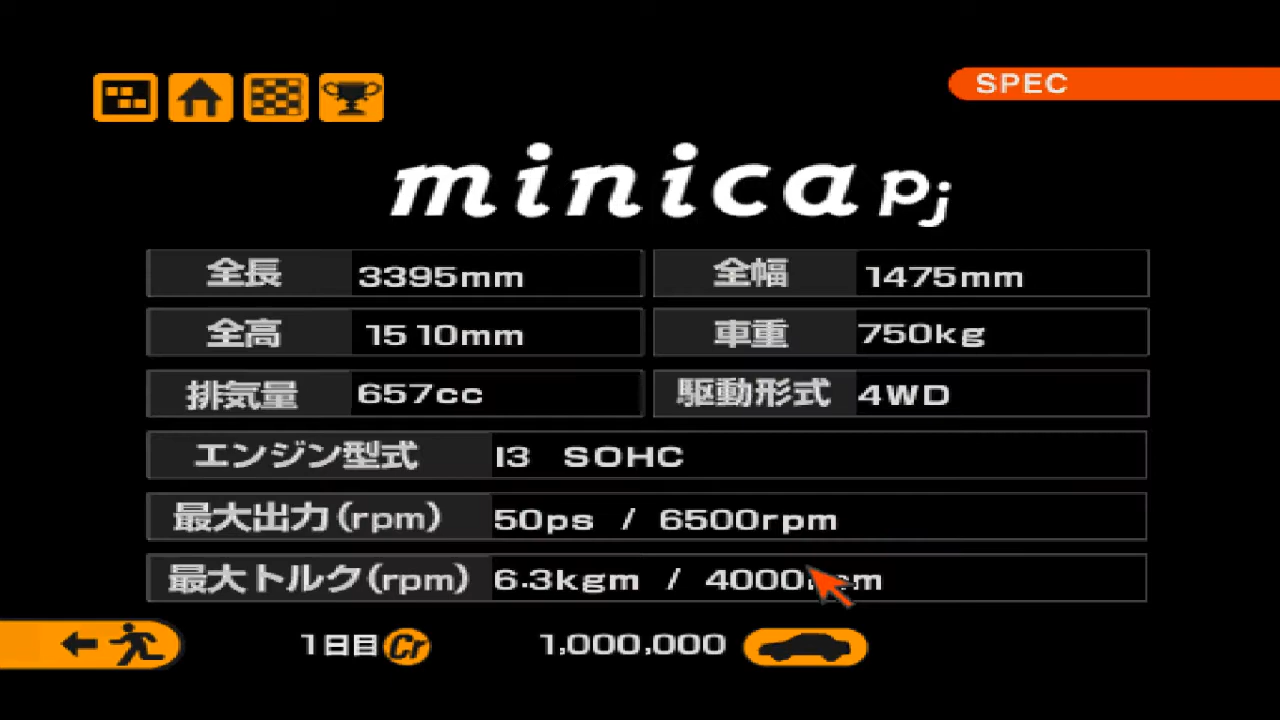 SPEC
minica Pj
全長 3395mm 全幅 1475mm
全高 1510mm 車重 750kg
排気量 657cc 駆動形式 4WD
エンジン型式 I3 SOHC
最大出力(rpm) 50ps / 6500rpm
最大トルク(rpm) 6.3kgm / 4000rpm
1日目 Cr 1,000,000